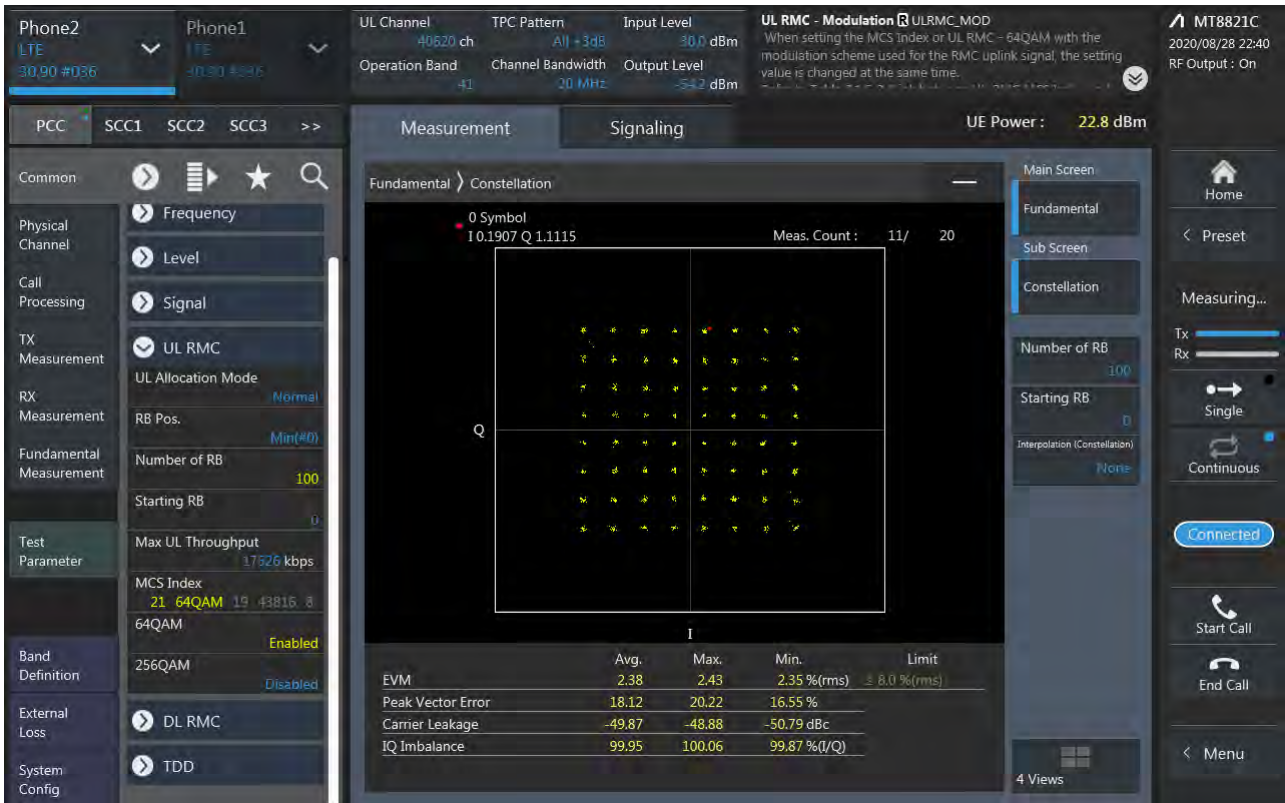 Phone2
LTE
30.90 #036
Phone1
LTE
UL Channel
40620 ch
Operation Band
41
TPC Pattern
All +3dB
Channel Bandwidth
20 MHz
Input Level
30.0 dBm
Output Level
-54.2 dBm
UL RMC - Modulation R ULRMC_MOD
When setting the MCS Index or UL RMC - 64QAM with the
modulation scheme used for the RMC uplink signal, the setting
value is changed at the same time.
MT8821C
2020/08/28 22:40
RF Output : On
PCC SCC1 SCC2 SCC3 >>
Measurement Signaling
UE Power : 22.8 dBm
Common
Physical
Channel
Call
Processing
TX
Measurement
RX
Measurement
Fundamental
Measurement
Test
Parameter
Band
Definition
External
Loss
System
Config
Frequency
Level
Signal
UL RMC
UL Allocation Mode
Normal
RB Pos.
Min(#0)
Number of RB
100
Starting RB
0
Max UL Throughput
17526 kbps
MCS Index
21 64QAM 19 43816 8
64QAM
Enabled
256QAM
Disabled
DL RMC
TDD
Fundamental ⟩ Constellation
0 Symbol
I 0.1907 Q 1.1115
Meas. Count : 11/ 20
Q
I
Avg. Max. Min. Limit
EVM 2.38 2.43 2.35 %(rms) ≤ 8.0 %(rms)
Peak Vector Error 18.12 20.22 16.55 %
Carrier Leakage -49.87 -48.88 -50.79 dBc
IQ Imbalance 99.95 100.06 99.87 %(I/Q)
Main Screen
Fundamental
Sub Screen
Constellation
Number of RB
100
Starting RB
0
Interpolation (Constellation)
None
4 Views
Home
< Preset
Measuring...
Tx
Rx
Single
Continuous
Connected
Start Call
End Call
< Menu